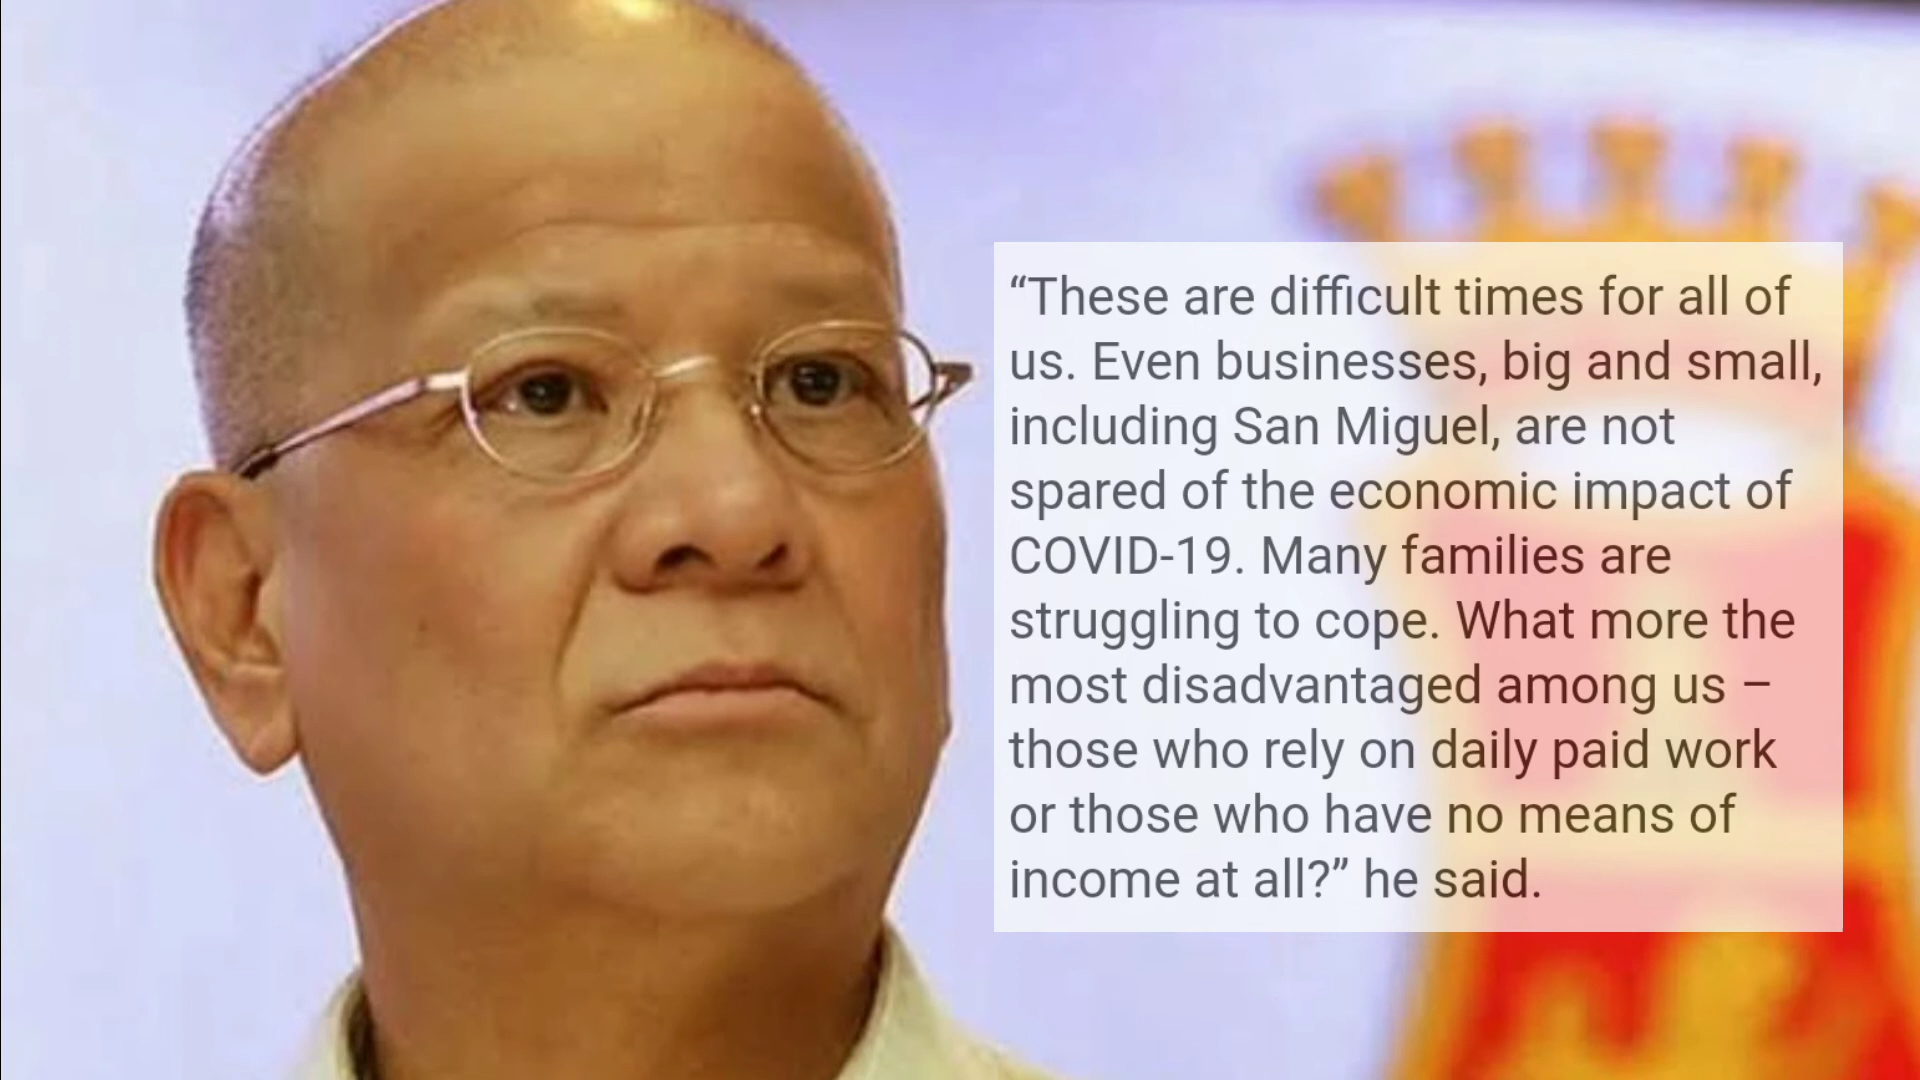 “These are difficult times for all of
us. Even businesses, big and small,
including San Miguel, are not
spared of the economic impact of
COVID-19. Many families are
struggling to cope. What more the
most disadvantaged among us –
those who rely on daily paid work
or those who have no means of
income at all?” he said.